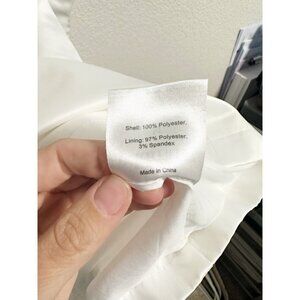 Shell: 100% Polyester,
Lining: 97% Polyester,
3% Spandex
Made in China